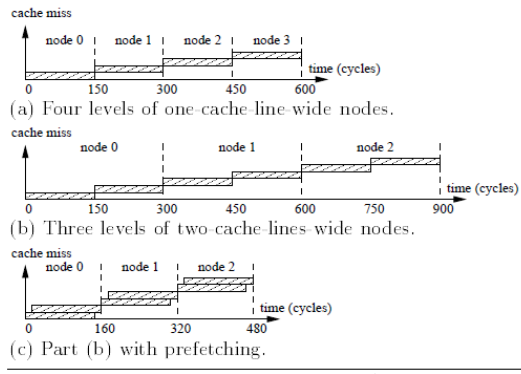 cache miss
node 0 node 1 node 2 node 3
time (cycles)
0 150 300 450 600
(a) Four levels of one-cache-line-wide nodes.
cache miss
node 0 node 1 node 2
time (cycles)
0 150 300 450 600 750 900
(b) Three levels of two-cache-lines-wide nodes.
cache miss
node 0 node 1 node 2
time (cycles)
0 160 320 480
(c) Part (b) with prefetching.